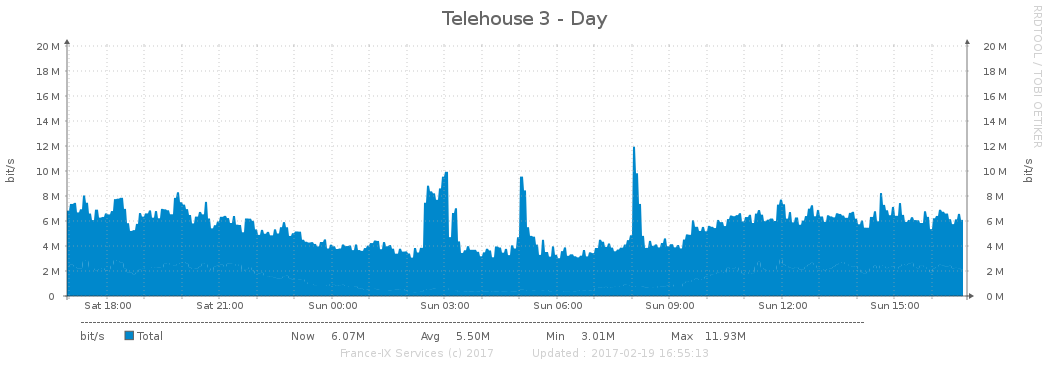 Telehouse 3 - Day
RRDTOOL / TOBI OETIKER
20 M 20 M
18 M 18 M
16 M 16 M
14 M 14 M
12 M 12 M
10 M 10 M
8 M 8 M
6 M 6 M
4 M 4 M
2 M 2 M
0 0 M
bit/s bit/s
Sat 18:00 Sat 21:00 Sun 00:00 Sun 03:00 Sun 06:00 Sun 09:00 Sun 12:00 Sun 15:00
bit/s Total Now 6.07M Avg 5.50M Min 3.01M Max 11.93M
France-IX Services (c) 2017 Updated : 2017-02-19 16:55:13